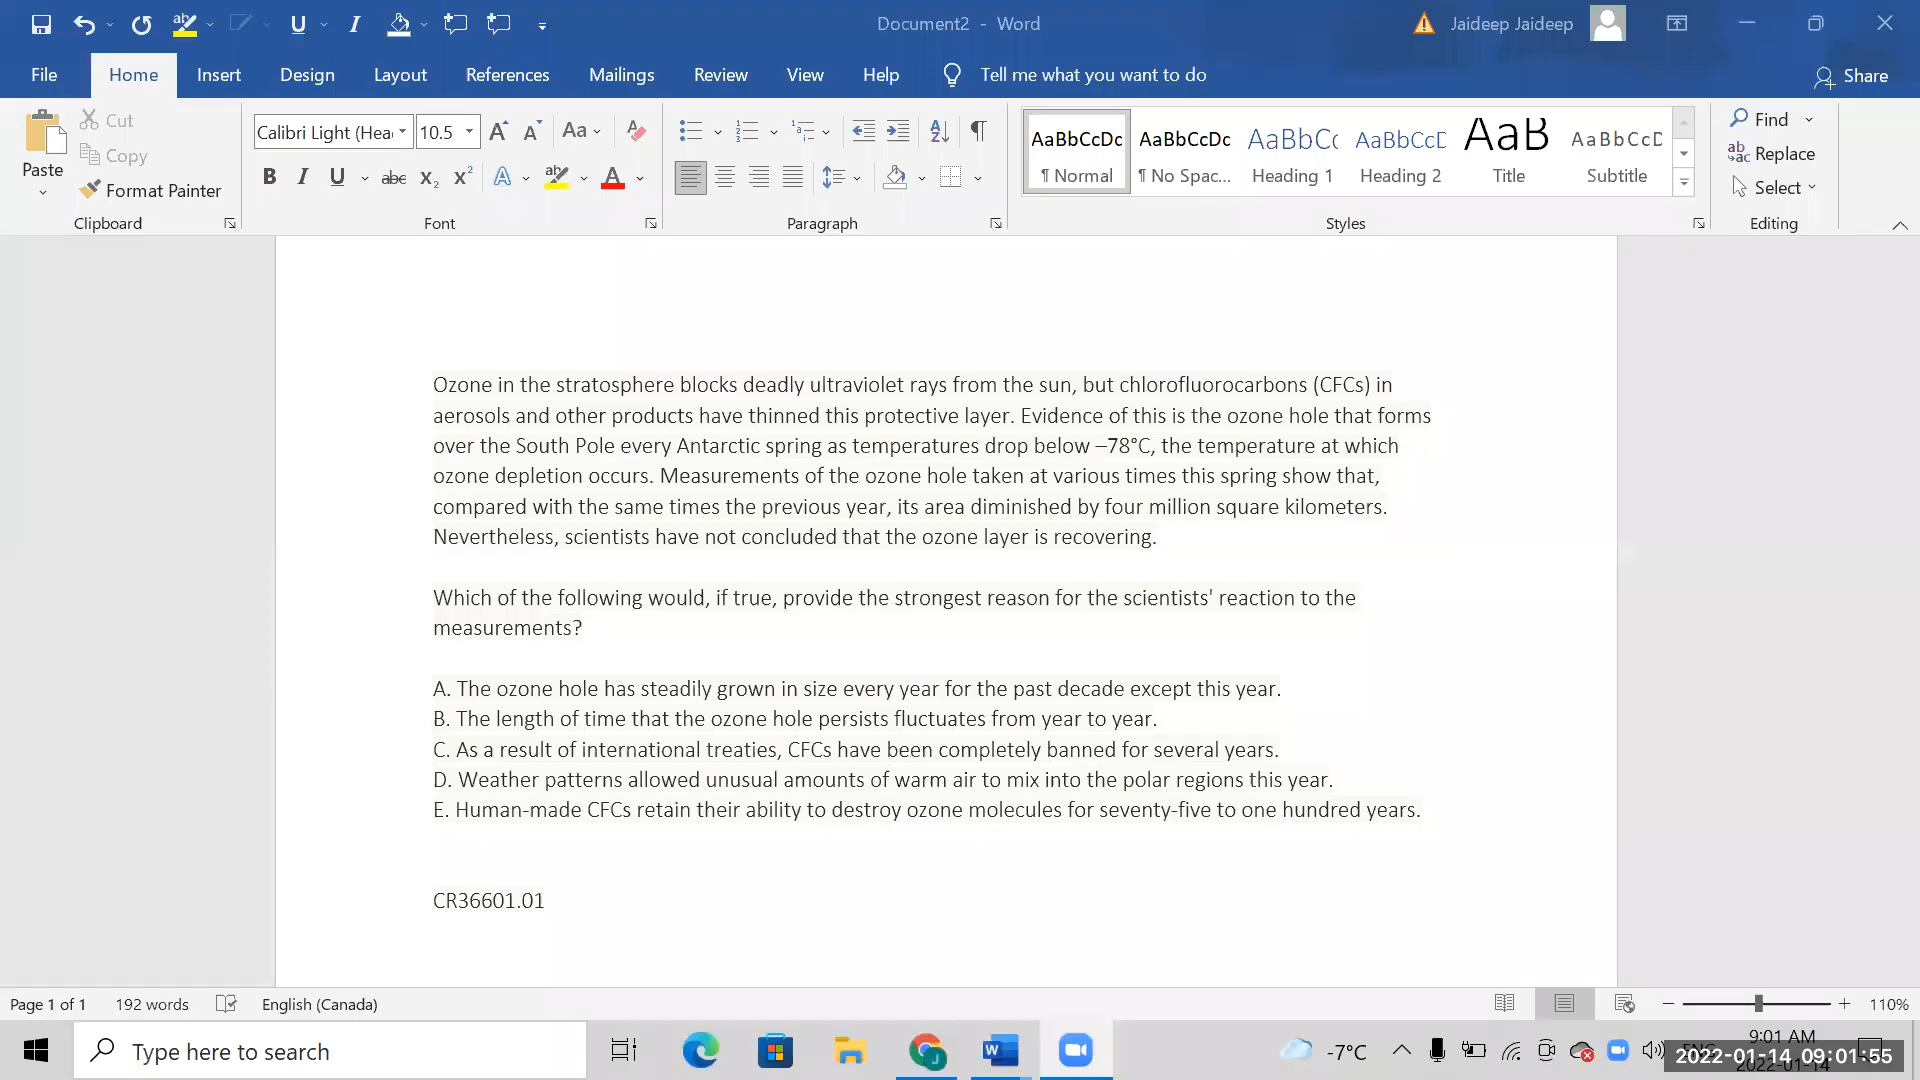 Document2 - Word
Jaideep Jaideep
File Home Insert Design Layout References Mailings Review View Help Tell me what you want to do Share
Paste
Cut
Copy
Format Painter
Clipboard
Calibri Light (Hea 10.5
Font
Paragraph
AaBbCcDc AaBbCcDc AaBbCc AaBbCcD AaB AaBbCcD
¶ Normal ¶ No Spac... Heading 1 Heading 2 Title Subtitle
Styles
Find
Replace
Select
Editing
Ozone in the stratosphere blocks deadly ultraviolet rays from the sun, but chlorofluorocarbons (CFCs) in
aerosols and other products have thinned this protective layer. Evidence of this is the ozone hole that forms
over the South Pole every Antarctic spring as temperatures drop below –78°C, the temperature at which
ozone depletion occurs. Measurements of the ozone hole taken at various times this spring show that,
compared with the same times the previous year, its area diminished by four million square kilometers.
Nevertheless, scientists have not concluded that the ozone layer is recovering.
Which of the following would, if true, provide the strongest reason for the scientists' reaction to the
measurements?
A. The ozone hole has steadily grown in size every year for the past decade except this year.
B. The length of time that the ozone hole persists fluctuates from year to year.
C. As a result of international treaties, CFCs have been completely banned for several years.
D. Weather patterns allowed unusual amounts of warm air to mix into the polar regions this year.
E. Human-made CFCs retain their ability to destroy ozone molecules for seventy-five to one hundred years.
CR36601.01
Page 1 of 1 192 words English (Canada) 110%
Type here to search
-7°C
9:01 AM
2022-01-14 09:01:55
2022-01-14